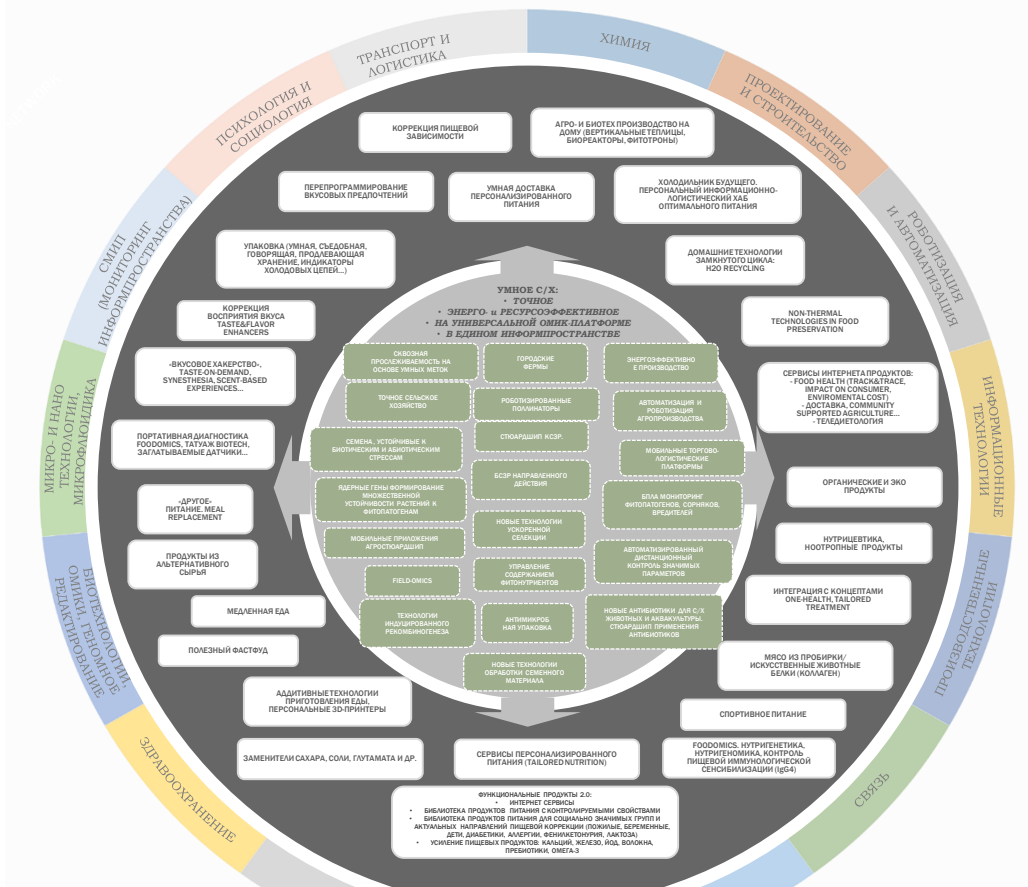 ТРАНСПОРТ И
ЛОГИСТИКА
ХИМИЯ
ПРОЕКТИРОВАНИЕ
И СТРОИТЕЛЬСТВО
РОБОТИЗАЦИЯ
И АВТОМАТИЗАЦИЯ
ИНФОРМАЦИОННЫЕ
ТЕХНОЛОГИИ
ПРОИЗВОДСТВЕННЫЕ
ТЕХНОЛОГИИ
СВЯЗЬ
ЗДРАВООХРАНЕНИЕ
БИОТЕХНОЛОГИИ,
ОМИКИ, ГЕНОМНОЕ
РЕДАКТИРОВАНИЕ
МИКРО- И НАНО
ТЕХНОЛОГИИ,
МИКРОФЛЮИДИКА
СМИП
(МОНИТОРИНГ
ИНФОРМПРОСТРАНСТВА)
ПСИХОЛОГИЯ И
СОЦИОЛОГИЯ
КОРРЕКЦИЯ ПИЩЕВОЙ
ЗАВИСИМОСТИ
АГРО- И БИОТЕХ ПРОИЗВОДСТВО НА
ДОМУ (ВЕРТИКАЛЬНЫЕ ТЕПЛИЦЫ,
БИОРЕАКТОРЫ, ФИТОТРОНЫ)
ПЕРЕПРОГРАММИРОВАНИЕ
ВКУСОВЫХ ПРЕДПОЧТЕНИЙ
УМНАЯ ДОСТАВКА
ПЕРСОНАЛИЗИРОВАННОГО
ПИТАНИЯ
ХОЛОДИЛЬНИК БУДУЩЕГО.
ПЕРСОНАЛЬНЫЙ ИНФОРМАЦИОННО-
ЛОГИСТИЧЕСКИЙ ХАБ
ОПТИМАЛЬНОГО ПИТАНИЯ
УПАКОВКА (УМНАЯ, СЪЕДОБНАЯ,
ГОВОРЯЩАЯ, ПРОДЛЕВАЮЩАЯ
ХРАНЕНИЕ, ИНДИКАТОРЫ
ХОЛОДОВЫХ ЦЕПЕЙ...)
ДОМАШНИЕ ТЕХНОЛОГИИ
ЗАМКНУТОГО ЦИКЛА:
H2O RECYCLING
КОРРЕКЦИЯ
ВОСПРИЯТИЯ ВКУСА
TASTE&FLAVOR
ENHANCERS
NON-THERMAL
TECHNOLOGIES IN FOOD
PRESERVATION
«ВКУСОВОЕ ХАКЕРСТВО»,
TASTE-ON-DEMAND,
SYNESTHESIA, SCENT-BASED
EXPERIENCES...
СЕРВИСЫ ИНТЕРНЕТА ПРОДУКТОВ:
- FOOD HEALTH (TRACK&TRACE,
IMPACT ON CONSUMER,
ENVIROMENTAL COST)
- ДОСТАВКА, COMMUNITY
SUPPORTED AGRICULTURE...
- ТЕЛЕДИЕТОЛОГИЯ
ПОРТАТИВНАЯ ДИАГНОСТИКА
FOODOMICS, ТАТУАЖ BIOTECH,
ЗАГЛАТЫВАЕМЫЕ ДАТЧИКИ...
ОРГАНИЧЕСКИЕ И ЭКО
ПРОДУКТЫ
«ДРУГОЕ»
ПИТАНИЕ. MEAL
REPLACEMENT
НУТРИЦЕВТИКА,
НООТРОПНЫЕ ПРОДУКТЫ
ПРОДУКТЫ ИЗ
АЛЬТЕРНАТИВНОГО
СЫРЬЯ
ИНТЕГРАЦИЯ С КОНЦЕПТАМИ
ONE-HEALTH, TAILORED
TREATMENT
МЕДЛЕННАЯ ЕДА
ПОЛЕЗНЫЙ ФАСТФУД
МЯСО ИЗ ПРОБИРКИ/
ИСКУССТВЕННЫЕ ЖИВОТНЫЕ
БЕЛКИ (КОЛЛАГЕН)
АДДИТИВНЫЕ ТЕХНОЛОГИИ
ПРИГОТОВЛЕНИЯ ЕДЫ,
ПЕРСОНАЛЬНЫЕ 3D-ПРИНТЕРЫ
СПОРТИВНОЕ ПИТАНИЕ
ЗАМЕНИТЕЛИ САХАРА, СОЛИ, ГЛУТАМАТА И ДР.
СЕРВИСЫ ПЕРСОНАЛИЗИРОВАННОГО
ПИТАНИЯ (TAILORED NUTRITION)
FOODOMICS. НУТРИГЕНЕТИКА,
НУТРИГЕНОМИКА, КОНТРОЛЬ
ПИЩЕВОЙ ИММУНОЛОГИЧЕСКОЙ
СЕНСИБИЛИЗАЦИИ (IgG4)
ФУНКЦИОНАЛЬНЫЕ ПРОДУКТЫ 2.0:
• ИНТЕРНЕТ СЕРВИСЫ
• БИБЛИОТЕКА ПРОДУКТОВ ПИТАНИЯ С КОНТРОЛИРУЕМЫМИ СВОЙСТВАМИ
• БИБЛИОТЕКА ПРОДУКТОВ ПИТАНИЯ ДЛЯ СОЦИАЛЬНО ЗНАЧИМЫХ ГРУПП И
АКТУАЛЬНЫХ НАПРАВЛЕНИЙ ПИЩЕВОЙ КОРРЕКЦИИ (ПОЖИЛЫЕ, БЕРЕМЕННЫЕ,
ДЕТИ, ДИАБЕТИКИ, АЛЛЕРГИИ, ФЕНИЛКЕТОНУРИЯ, ЛАКТОЗА)
• УСИЛЕНИЕ ПИЩЕВЫХ ПРОДУКТОВ: КАЛЬЦИЙ, ЖЕЛЕЗО, ЙОД, ВОЛОКНА,
ПРЕБИОТИКИ, ОМЕГА-3
УМНОЕ С/Х:
• ТОЧНОЕ
• ЭНЕРГО- и РЕСУРСОЭФФЕКТИВНОЕ
• НА УНИВЕРСАЛЬНОЙ ОМИК-ПЛАТФОРМЕ
• В ЕДИНОМ ИНФОРМПРОСТРАНСТВЕ
СКВОЗНАЯ
ПРОСЛЕЖИВАЕМОСТЬ НА
ОСНОВЕ УМНЫХ МЕТОК
ГОРОДСКИЕ
ФЕРМЫ
ЭНЕРГОЭФФЕКТИВНО
Е ПРОИЗВОДСТВО
ТОЧНОЕ СЕЛЬСКОЕ
ХОЗЯЙСТВО
РОБОТИЗИРОВАННЫЕ
ПОЛЛИНАТОРЫ
АВТОМАТИЗАЦИЯ И
РОБОТИЗАЦИЯ
АГРОПРОИЗВОДСТВА
СЕМЕНА, УСТОЙЧИВЫЕ К
БИОТИЧЕСКИМ И АБИОТИЧЕСКИМ
СТРЕССАМ
СТЮАРДШИП КСЗР.
МОБИЛЬНЫЕ ТОРГОВО-
ЛОГИСТИЧЕСКИЕ
ПЛАТФОРМЫ
ЯДЕРНЫЕ ГЕНЫ ФОРМИРОВАНИЕ
МНОЖЕСТВЕННОЙ
УСТОЙЧИВОСТИ РАСТЕНИЙ К
ФИТОПАТОГЕНАМ
БСЗР НАПРАВЛЕННОГО
ДЕЙСТВИЯ
БПЛА МОНИТОРИНГ
ФИТОПАТОГЕНОВ, СОРНЯКОВ,
ВРЕДИТЕЛЕЙ
МОБИЛЬНЫЕ ПРИЛОЖЕНИЯ
АГРОСТЮАРДШИП
НОВЫЕ ТЕХНОЛОГИИ
УСКОРЕННОЙ
СЕЛЕКЦИИ
АВТОМАТИЗИРОВАННЫЙ
ДИСТАНЦИОННЫЙ
КОНТРОЛЬ ЗНАЧИМЫХ
ПАРАМЕТРОВ
FIELD-OMICS
УПРАВЛЕНИЕ
СОДЕРЖАНИЕМ
ФИТОНУТРИЕНТОВ
ТЕХНОЛОГИИ
ИНДУЦИРОВАННОГО
РЕКОМБИНОГЕНЕЗА
АНТИМИКРОБ
НАЯ УПАКОВКА
НОВЫЕ АНТИБИОТИКИ ДЛЯ С/Х
ЖИВОТНЫХ И АКВАКУЛЬТУРЫ.
СТЮАРДШИП ПРИМЕНЕНИЯ
АНТИБИОТИКОВ
НОВЫЕ ТЕХНОЛОГИИ
ОБРАБОТКИ СЕМЕННОГО
МАТЕРИАЛА